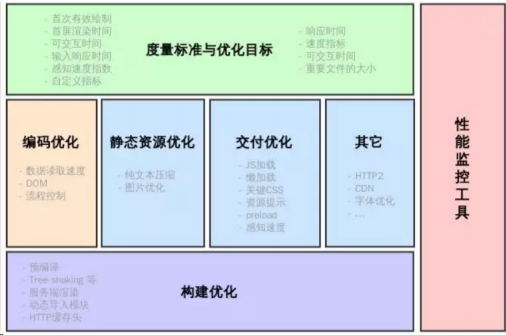 - 首次有效绘制
- 首屏渲染时间
- 可交互时间
- 输入响应时间
- 感知速度指数
- 自定义指标
度量标准与优化目标
- 响应时间
- 速度指标
- 可交互时间
- 重要文件的大小
编码优化
- 数据读取速度
- DOM
- 流程控制
静态资源优化
- 纯文本压缩
- 图片优化
交付优化
- JS加载
- 懒加载
- 关键CSS
- 资源提示
- preload
- 感知速度
其它
- HTTP2
- CDN
- 字体优化
- ...
- 预编译
- Tree-shaking 等
- 服务端渲染
- 动态导入模块
- HTTP缓存头
构建优化
性
能
监
控
工
具